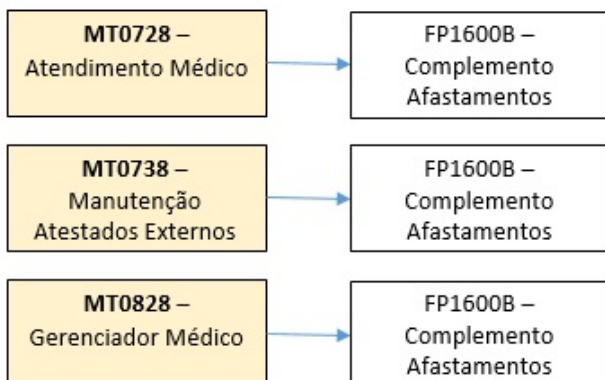 MT0728 –
Atendimento Médico
FP1600B –
Complemento
Afastamentos
MT0738 –
Manutenção
Atestados Externos
FP1600B –
Complemento
Afastamentos
MT0828 –
Gerenciador Médico
FP1600B –
Complemento
Afastamentos